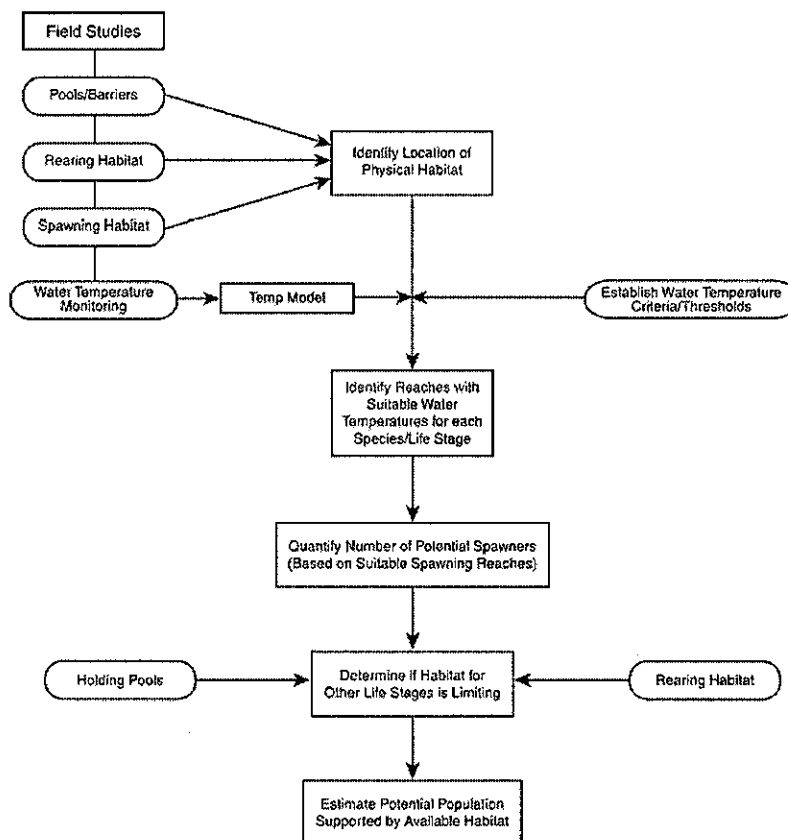 Field Studies
Pools/Barriers
Rearing Habitat
Spawning Habitat
Water Temperature
Monitoring
Identify Location of
Physical Habitat
Temp Model
Establish Water Temperature
Criteria/Thresholds
Identify Reaches with
Suitable Water
Temperatures for each
Species/Life Stage
Quantify Number of Potential Spawners
(Based on Suitable Spawning Reaches)
Holding Pools
Determine if Habitat for
Other Life Stages is Limiting
Rearing Habitat
Estimate Potential Population
Supported by Available Habitat